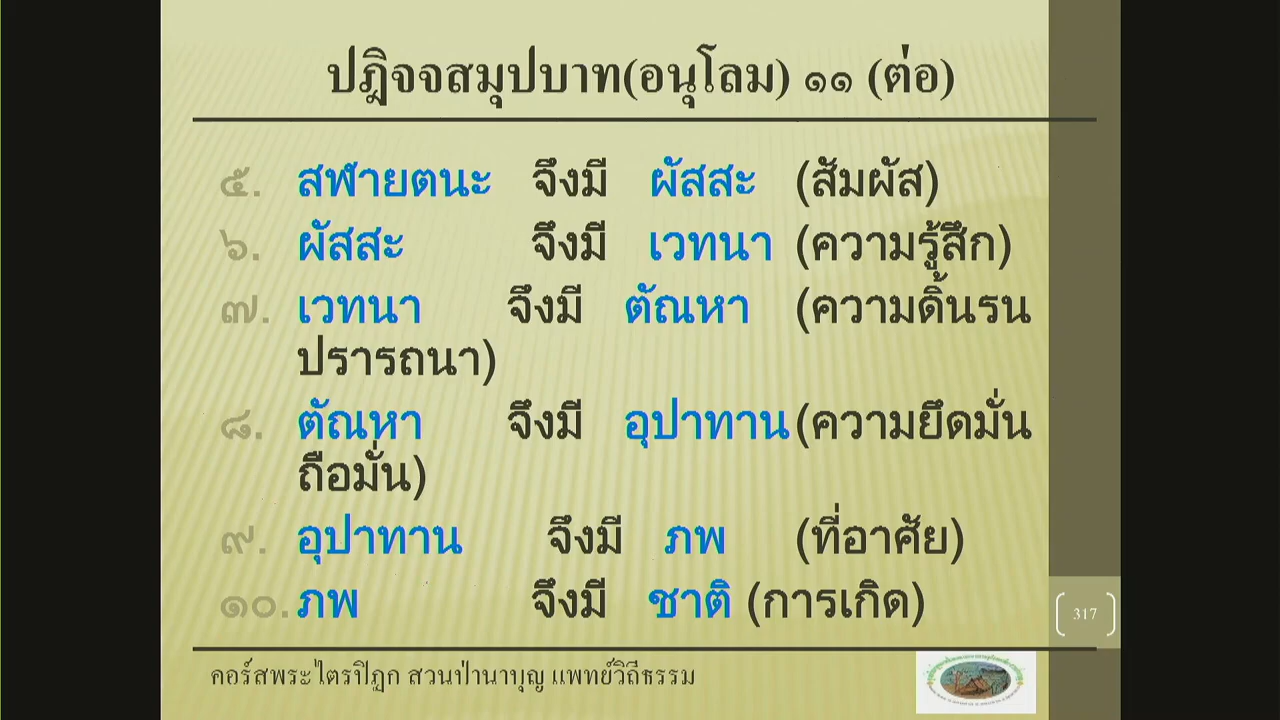 ปฎิจจสมุปบาท(อนุโลม) ๑๑ (ต่อ)
๕. สฬายตนะ จึงมี ผัสสะ (สัมผัส)
๖. ผัสสะ จึงมี เวทนา (ความรู้สึก)
๗. เวทนา จึงมี ตัณหา (ความดิ้นรน
ปรารถนา)
๘. ตัณหา จึงมี อุปาทาน (ความยึดมั่น
ถือมั่น)
๙. อุปาทาน จึงมี ภพ (ที่อาศัย)
๑๐. ภพ จึงมี ชาติ (การเกิด)
317
คอร์สพระไตรปิฎก สวนป่านาบุญ แพทย์วิถีธรรม